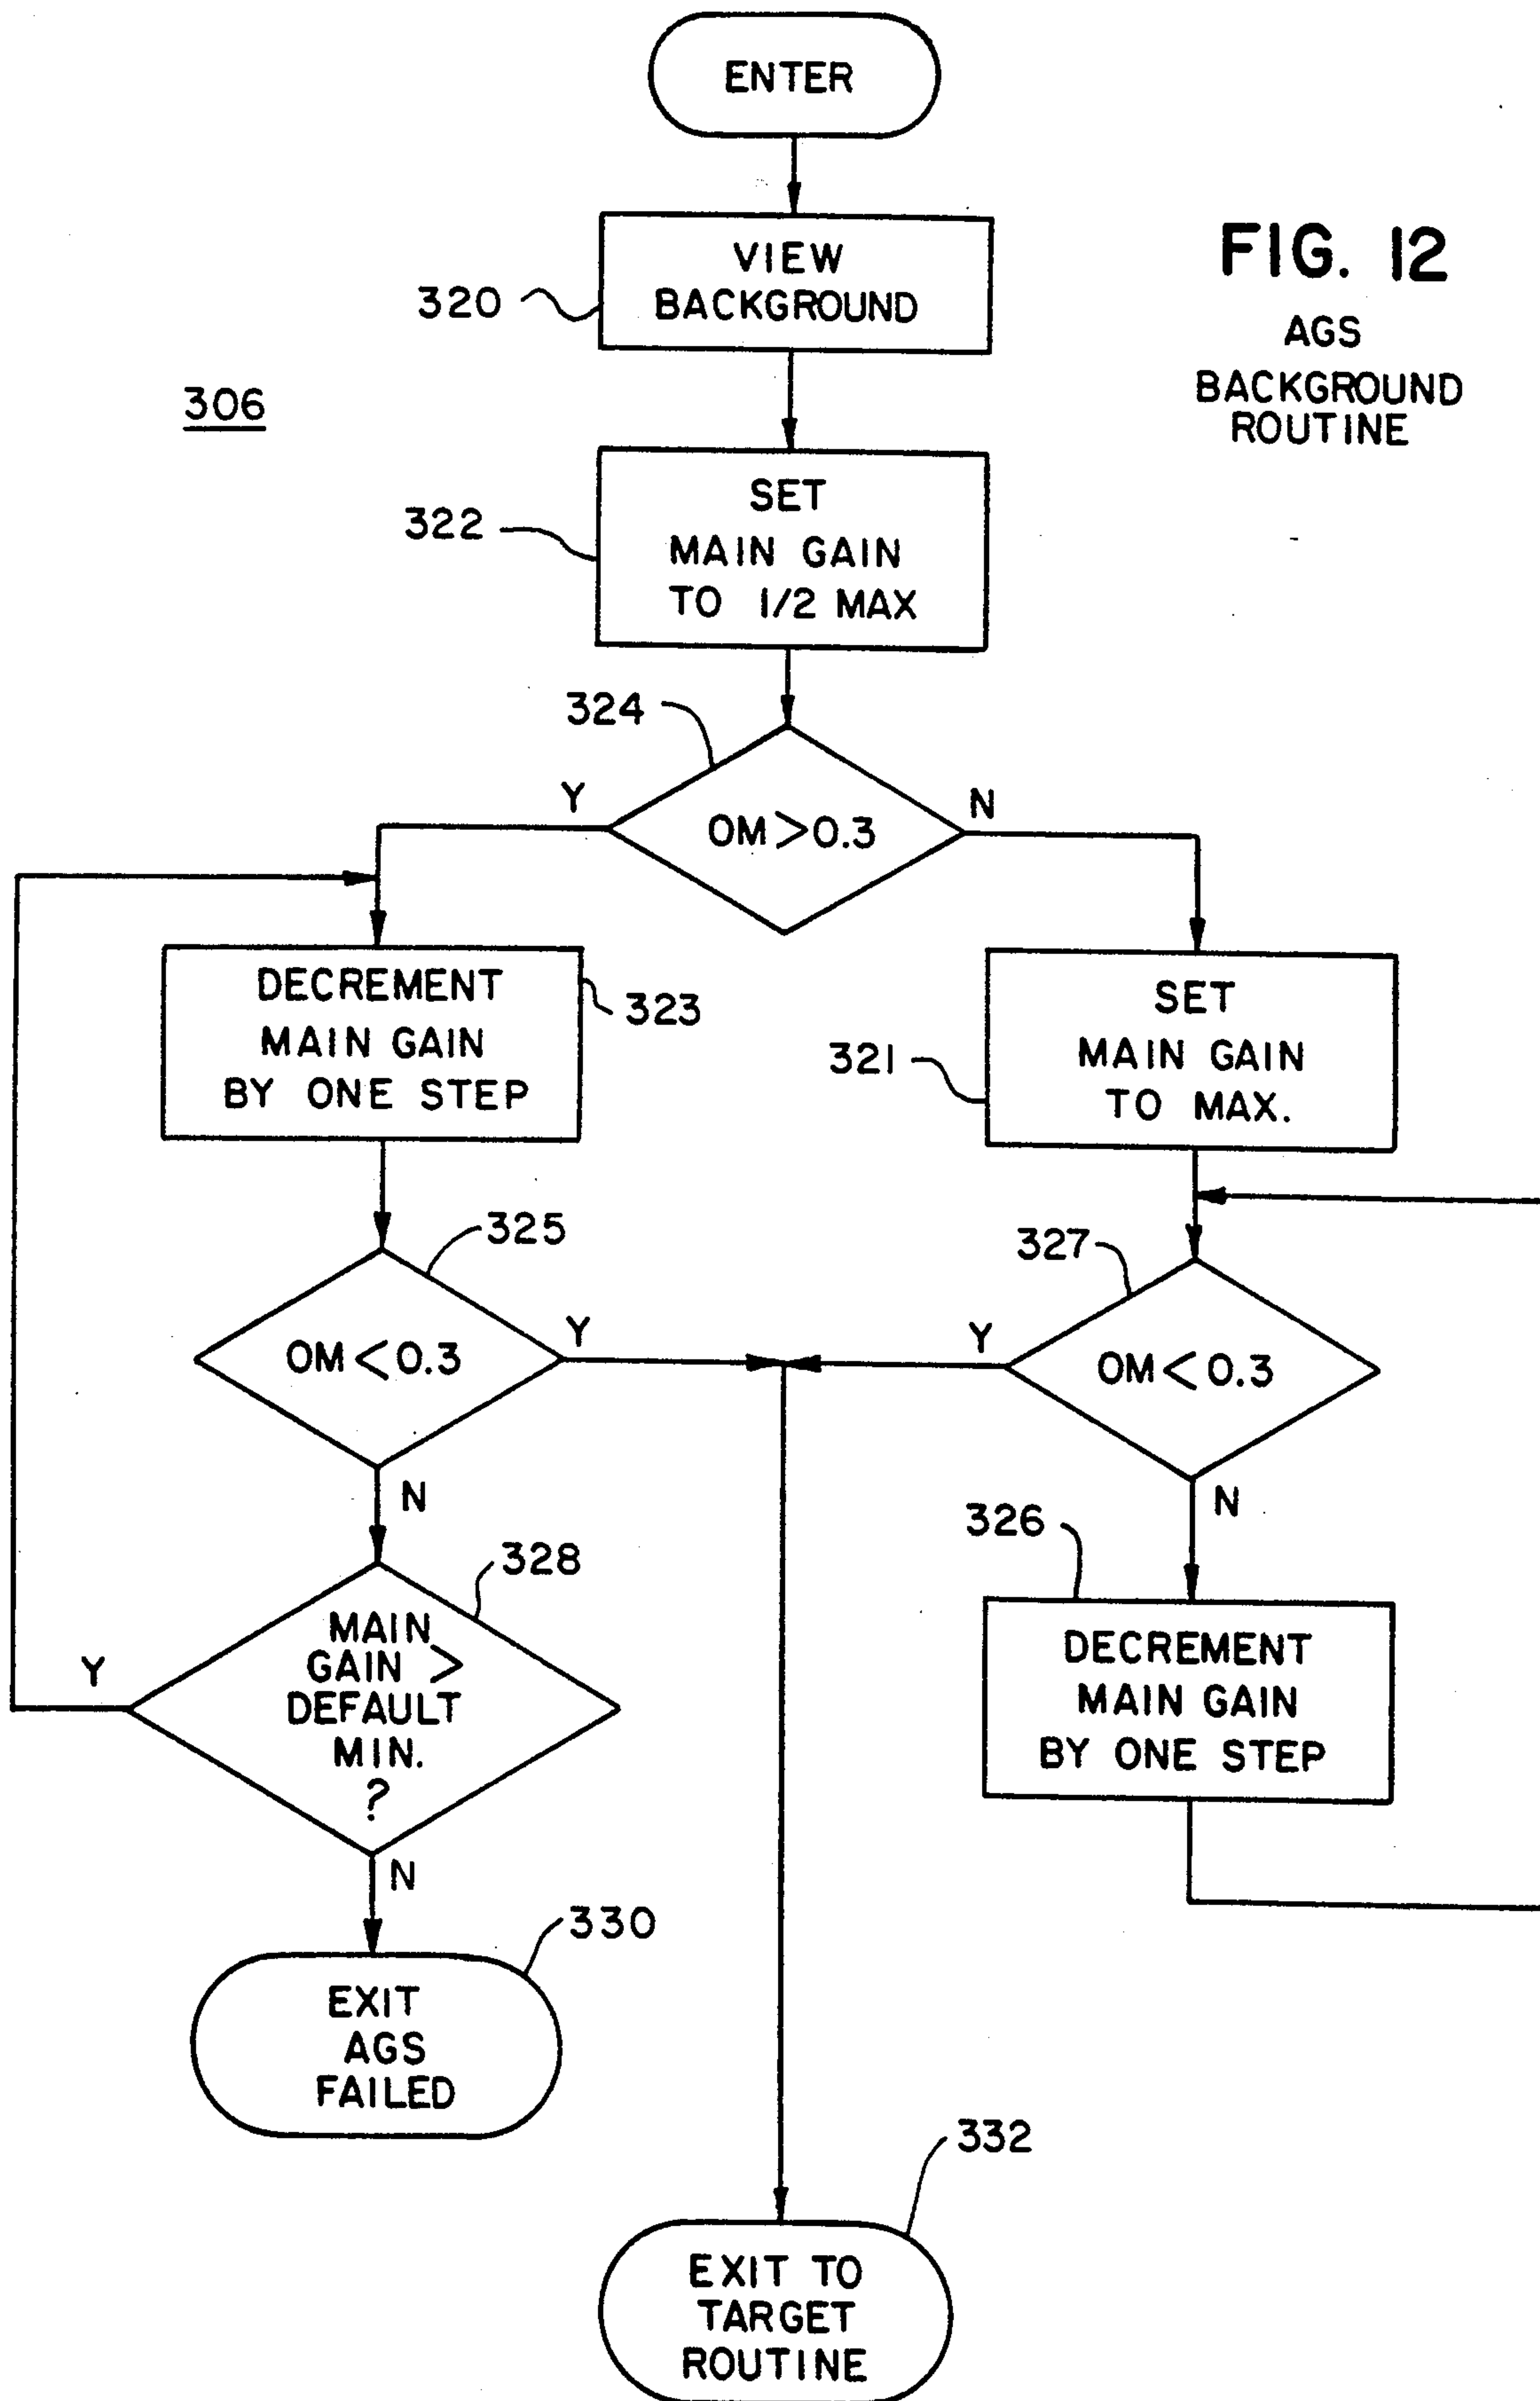 ENTER
VIEW
BACKGROUND
320
FIG. 12
AGS
BACKGROUND
ROUTINE
306
SET
MAIN GAIN
TO 1/2 MAX
322
324
Y
OM>0.3
N
DECREMENT
MAIN GAIN
BY ONE STEP
323
SET
MAIN GAIN
TO MAX.
321
325
OM<0.3
Y
N
327
Y
OM<0.3
N
328
MAIN
GAIN >
DEFAULT
MIN.
?
Y
N
326
DECREMENT
MAIN GAIN
BY ONE STEP
330
EXIT
AGS
FAILED
332
EXIT TO
TARGET
ROUTINE